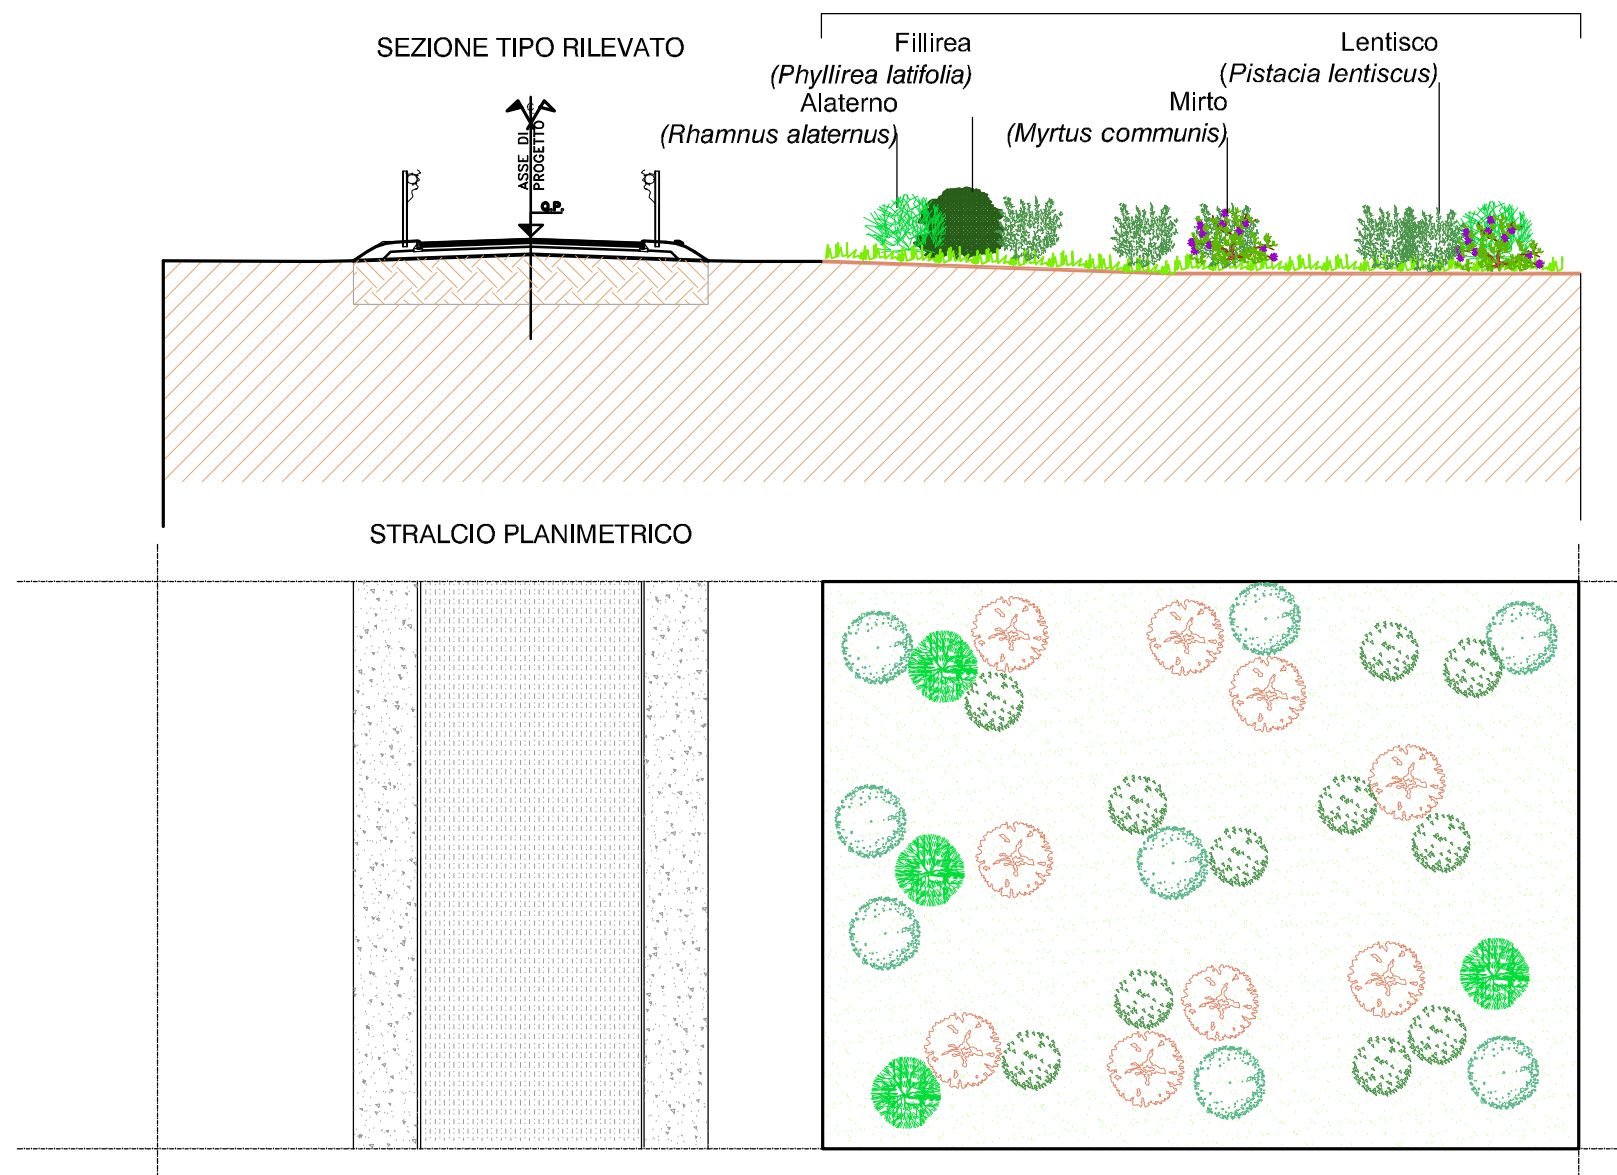 SEZIONE TIPO RILEVATO
Fillirea
(Phyllirea latifolia)
Alaterno
(Rhamnus alaternus)
Lentisco
(Pistacia lentiscus)
Mirto
(Myrtus communis)
ASSE DI
PROGETTO
Q.P.
STRALCIO PLANIMETRICO